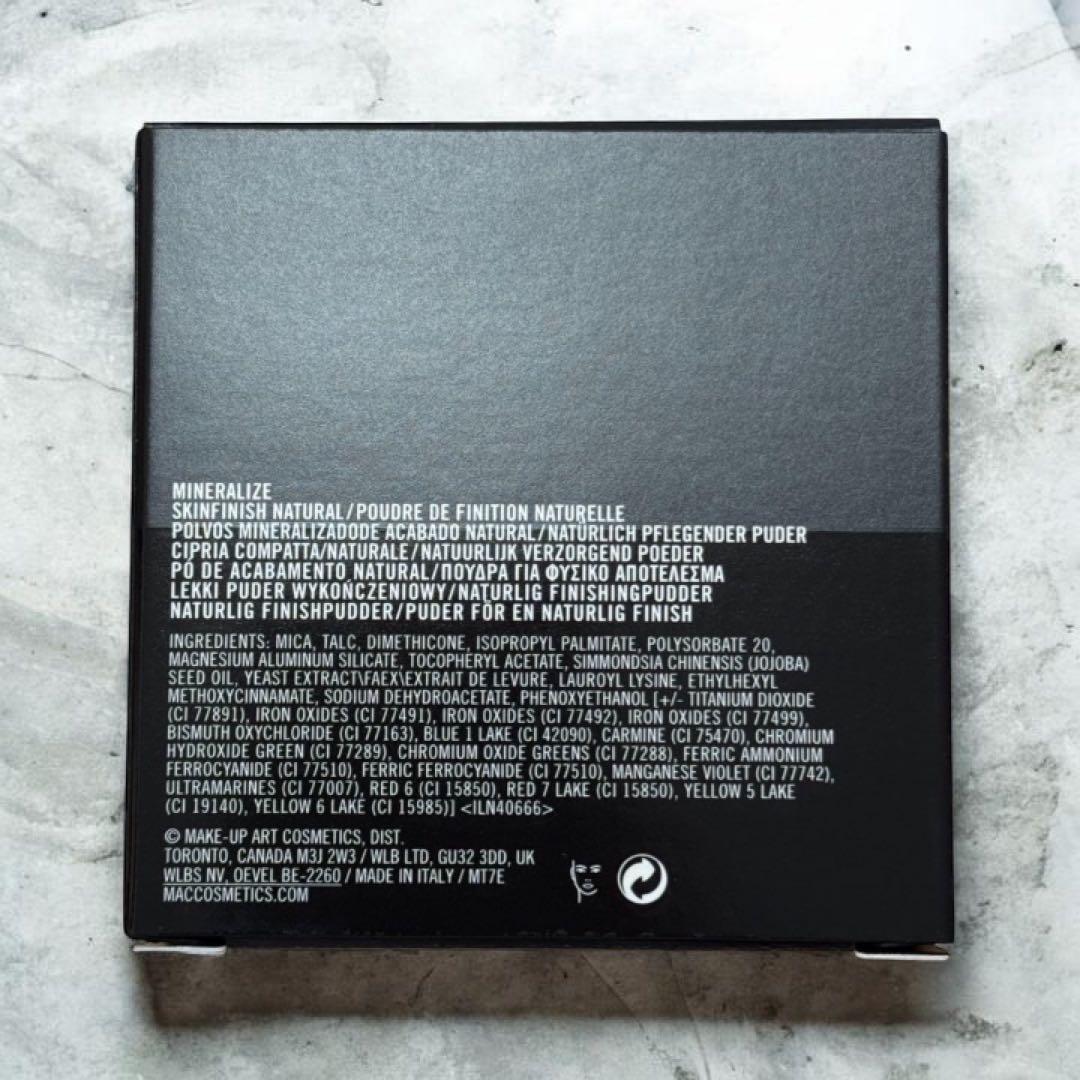 MINERALIZE
SKINFINISH NATURAL/POUDRE DE FINITION NATURELLE
POLVOS MINERALIZADODE ACABADO NATURAL/NATÜRLICH PFLEGENDER PUDER
CIPRIA COMPATTA/NATURALE/NATUURLIJK VERZORGEND POEDER
PÓ DE ACABAMENTO NATURAL/ΠΟΥΔΡΑ ΓΙΑ ΦΥΣΙΚΟ ΑΠΟΤΕΛΕΣΜΑ
LEKKI PUDER WYKOŃCZENIOWY/NATURLIG FINISHINGPUDDER
NATURLIG FINISHPUDDER/PUDER FÖR EN NATURLIG FINISH
INGREDIENTS: MICA, TALC, DIMETHICONE, ISOPROPYL PALMITATE, POLYSORBATE 20,
MAGNESIUM ALUMINUM SILICATE, TOCOPHERYL ACETATE, SIMMONDSIA CHINENSIS (JOJOBA)
SEED OIL, YEAST EXTRACT\FAEX\EXTRAIT DE LEVURE, LAUROYL LYSINE, ETHYLHEXYL
METHOXYCINNAMATE, SODIUM DEHYDROACETATE, PHENOXYETHANOL [+/- TITANIUM DIOXIDE
(CI 77891), IRON OXIDES (CI 77491), IRON OXIDES (CI 77492), IRON OXIDES (CI 77499),
BISMUTH OXYCHLORIDE (CI 77163), BLUE 1 LAKE (CI 42090), CARMINE (CI 75470), CHROMIUM
HYDROXIDE GREEN (CI 77289), CHROMIUM OXIDE GREENS (CI 77288), FERRIC AMMONIUM
FERROCYANIDE (CI 77510), FERRIC FERROCYANIDE (CI 77510), MANGANESE VIOLET (CI 77742),
ULTRAMARINES (CI 77007), RED 6 (CI 15850), RED 7 LAKE (CI 15850), YELLOW 5 LAKE
(CI 19140), YELLOW 6 LAKE (CI 15985)] <ILN40666>
© MAKE-UP ART COSMETICS, DIST.
TORONTO, CANADA M3J 2W3 / WLB LTD, GU32 3DD, UK
WLBS NV, OEVEL BE-2260 / MADE IN ITALY / MT7E
MACCOSMETICS.COM